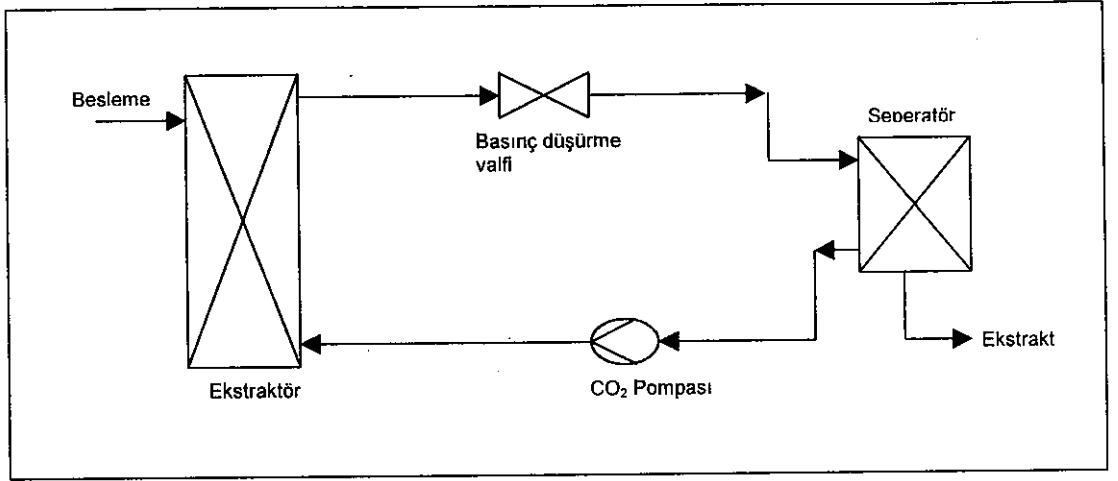 Besleme
Basınç düşürme
valfi
Seperatör
Ekstrakt
CO₂ Pompası
Ekstraktör